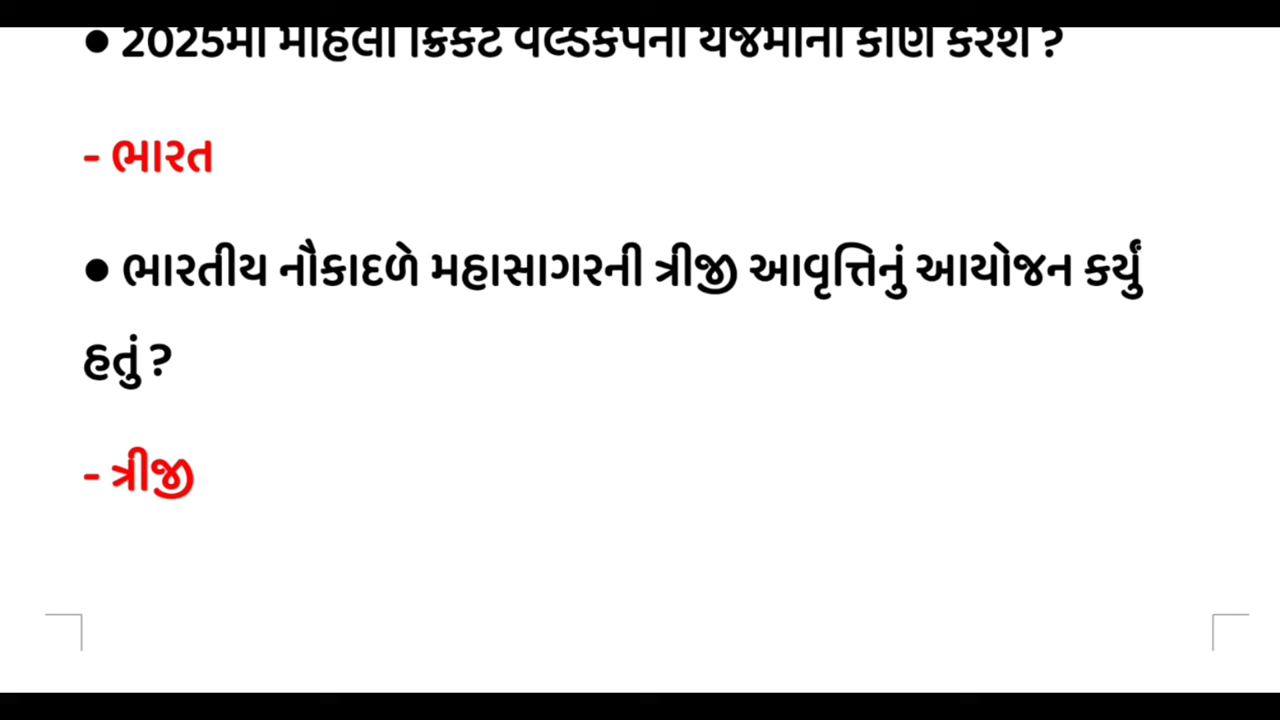 ● 2025માં મહિલા ક્રિકેટ વર્લ્ડકપની યજમાની કોણ કરશે ?
- ભારત
● ભારતીય નૌકાદળે મહાસાગરની ત્રીજી આવૃત્તિનું આયોજન કર્યું
હતું ?
- ત્રીજી